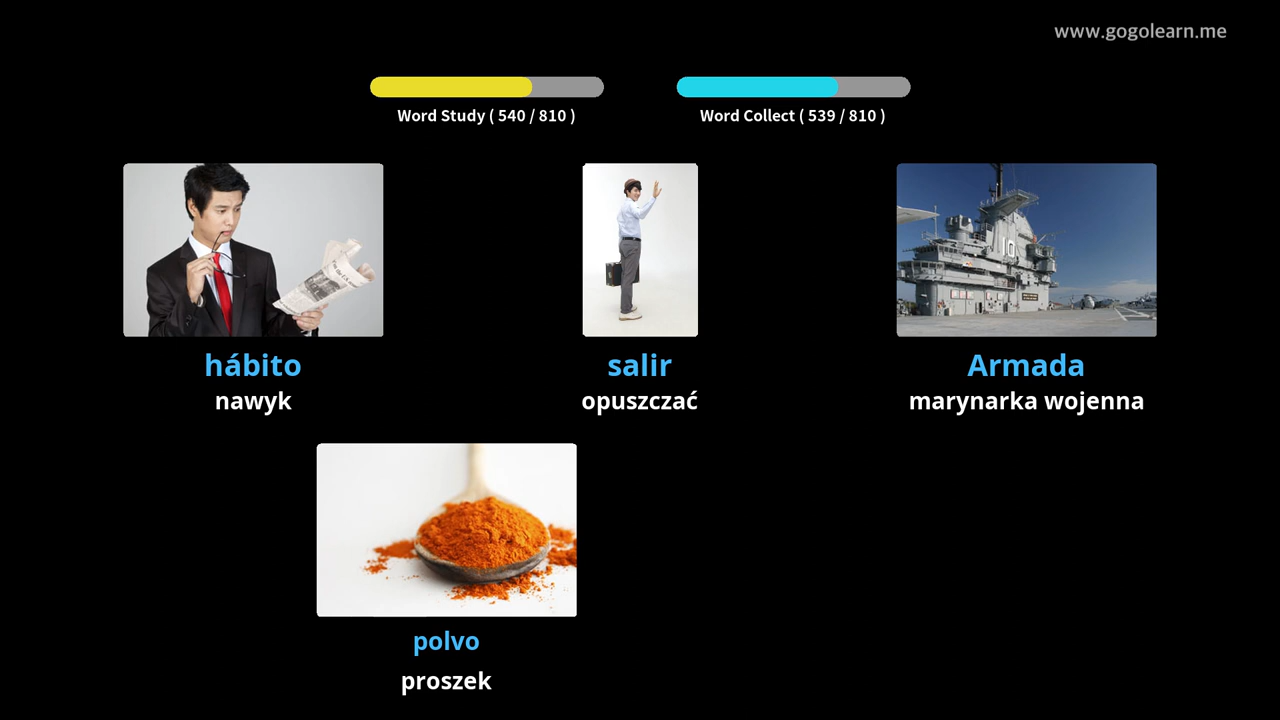 www.gogolearn.me
Word Study ( 540 / 810 )
Word Collect ( 539 / 810 )
hábito
nawyk
salir
opuszczać
Armada
marynarka wojenna
polvo
proszek